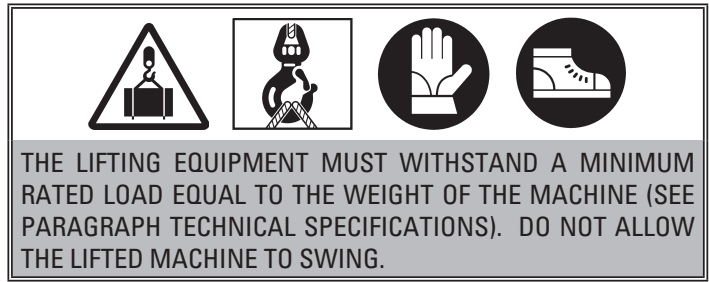 THE LIFTING EQUIPMENT MUST WITHSTAND A MINIMUM
RATED LOAD EQUAL TO THE WEIGHT OF THE MACHINE (SEE
PARAGRAPH TECHNICAL SPECIFICATIONS). DO NOT ALLOW
THE LIFTED MACHINE TO SWING.